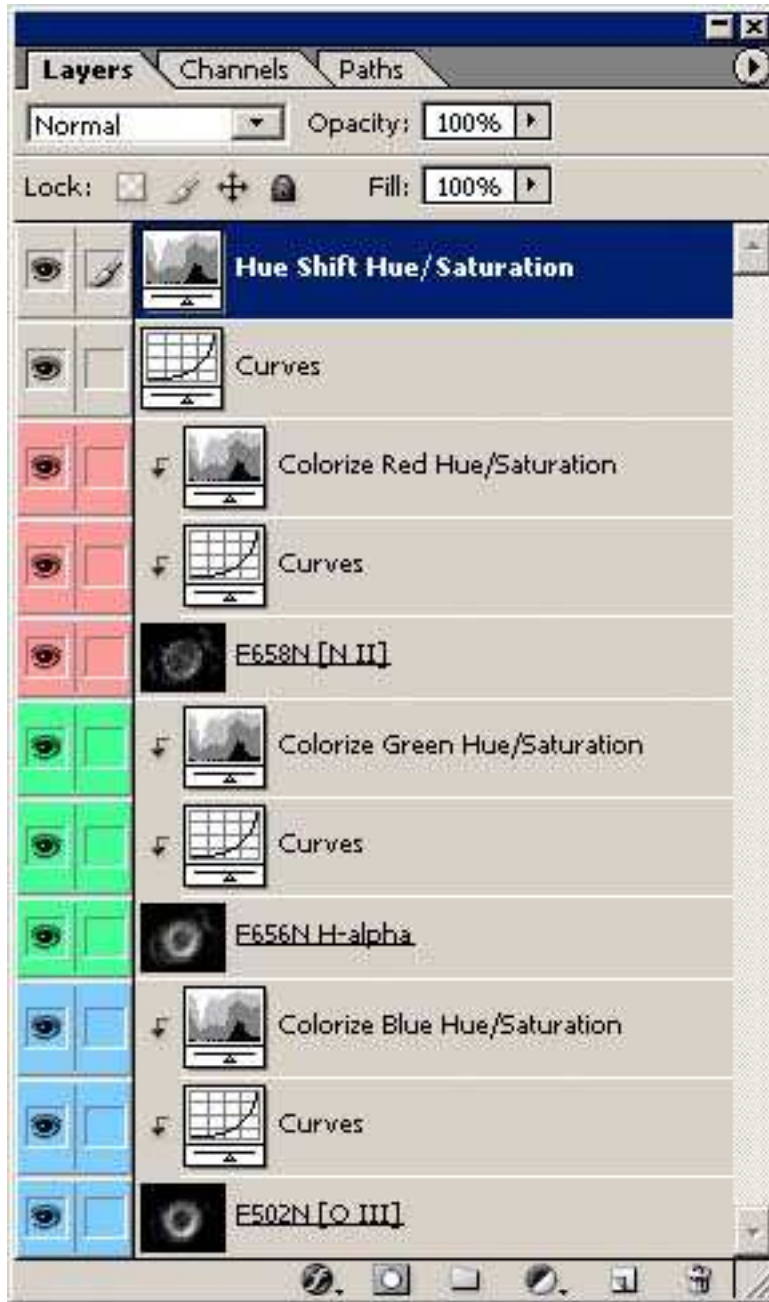 Layers Channels Paths
Normal Opacity: 100%
Lock: Fill: 100%
Hue Shift Hue/Saturation
Curves
Colorize Red Hue/Saturation
Curves
F658N [N II]
Colorize Green Hue/Saturation
Curves
F656N H-alpha
Colorize Blue Hue/Saturation
Curves
F502N [O III]